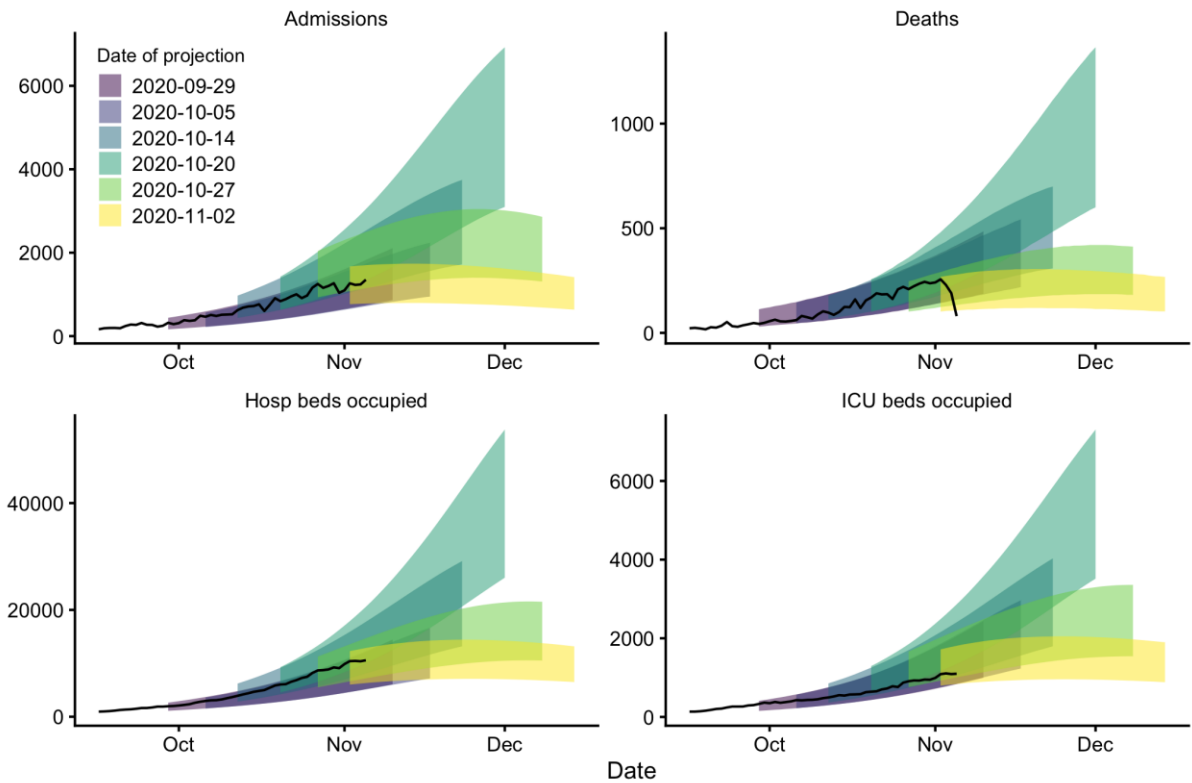 Admissions
Deaths
Date of projection
2020-09-29
2020-10-05
2020-10-14
2020-10-20
2020-10-27
2020-11-02
6000
4000
2000
0
Oct Nov Dec
1000
500
0
Oct Nov Dec
Hosp beds occupied
ICU beds occupied
40000
20000
0
Oct Nov Dec
6000
4000
2000
0
Oct Nov Dec
Date